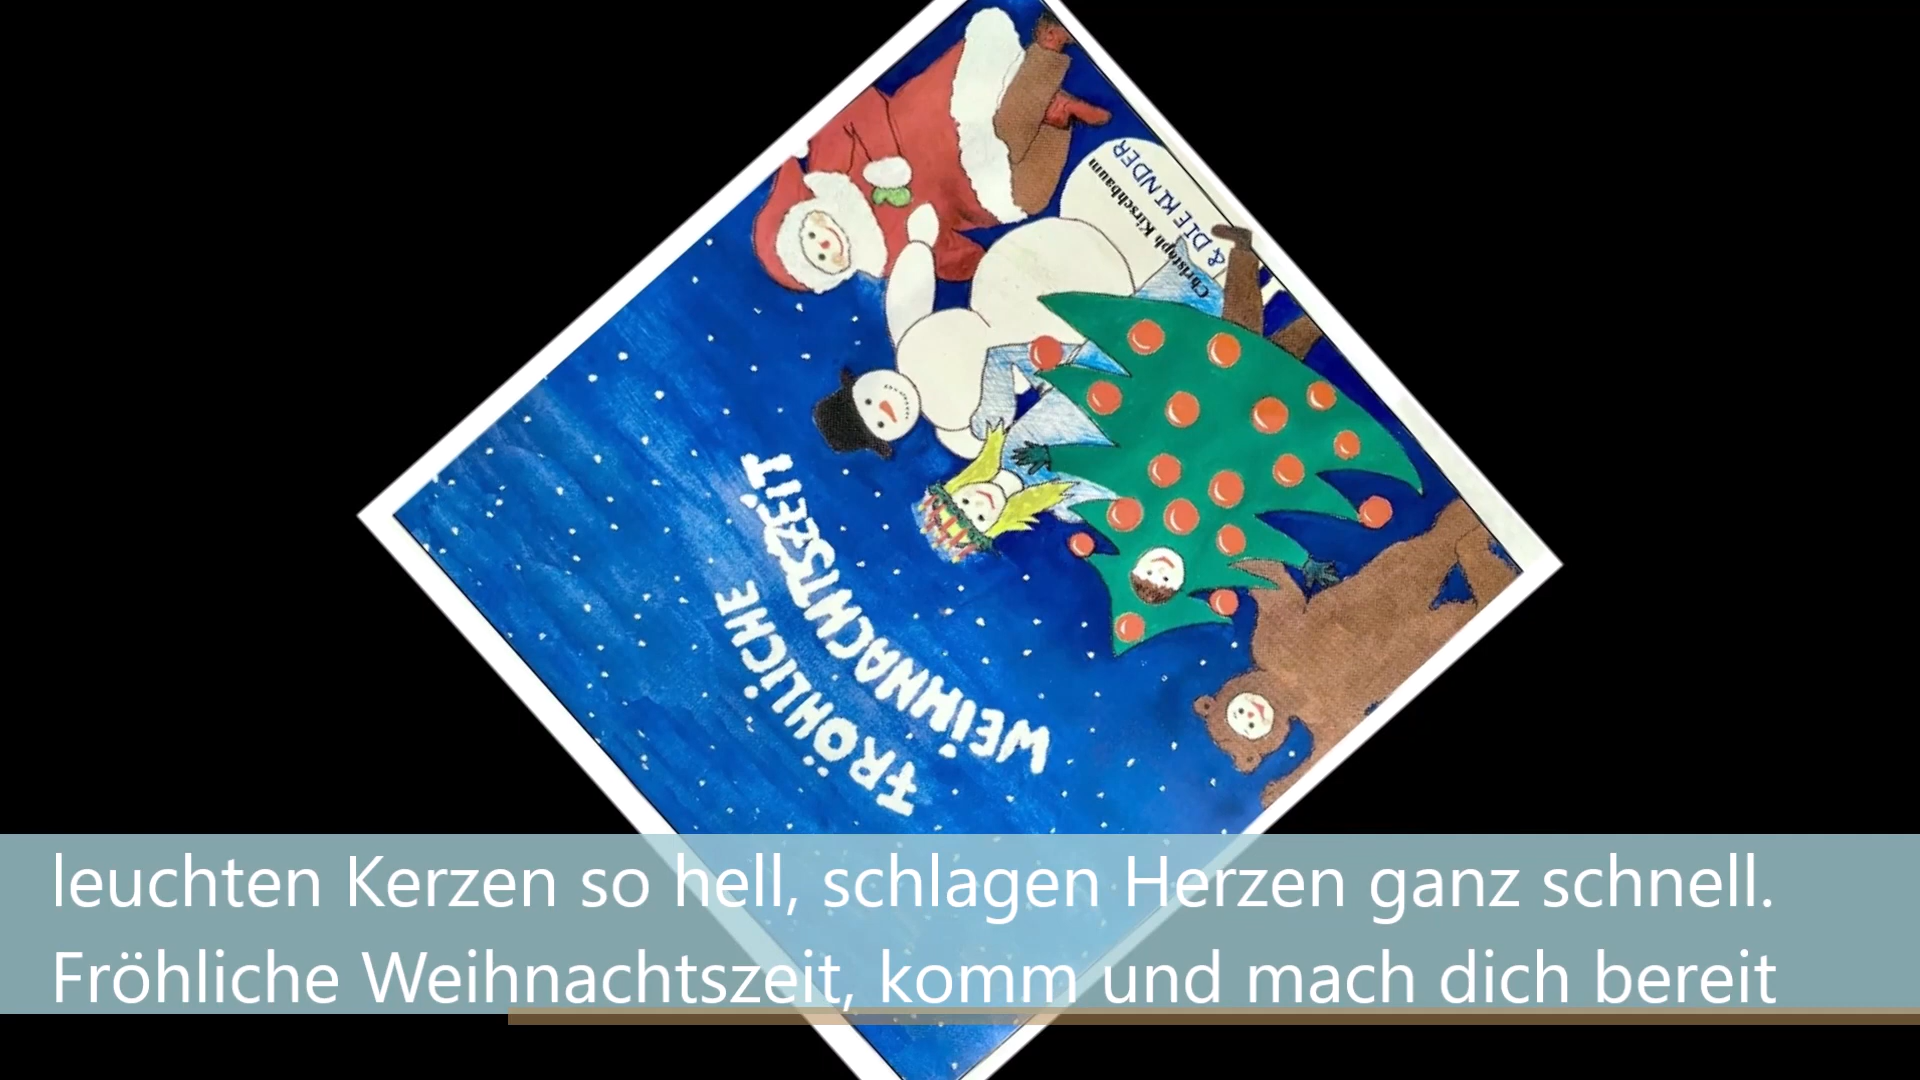 FRÖHLICHE
WEIHNACHTSZEIT
Christoph Kirschbaum
& DIE KINDER
leuchten Kerzen so hell, schlagen Herzen ganz schnell.
Fröhliche Weihnachtszeit, komm und mach dich bereit